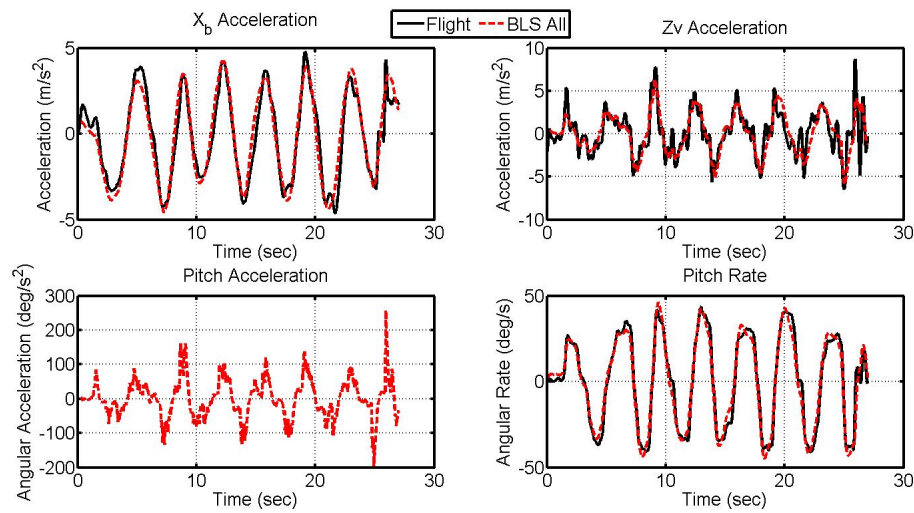 X_b Acceleration
Flight
BLS All
Zv Acceleration
Acceleration (m/s²)
5
0
-5
0
10
20
30
Time (sec)
Acceleration (m/s²)
10
5
0
-5
-10
0
10
20
30
Time (sec)
Pitch Acceleration
Angular Acceleration (deg/s²)
300
200
100
0
-100
-200
0
10
20
30
Time (sec)
Pitch Rate
Angular Rate (deg/s)
50
0
-50
0
10
20
30
Time (sec)